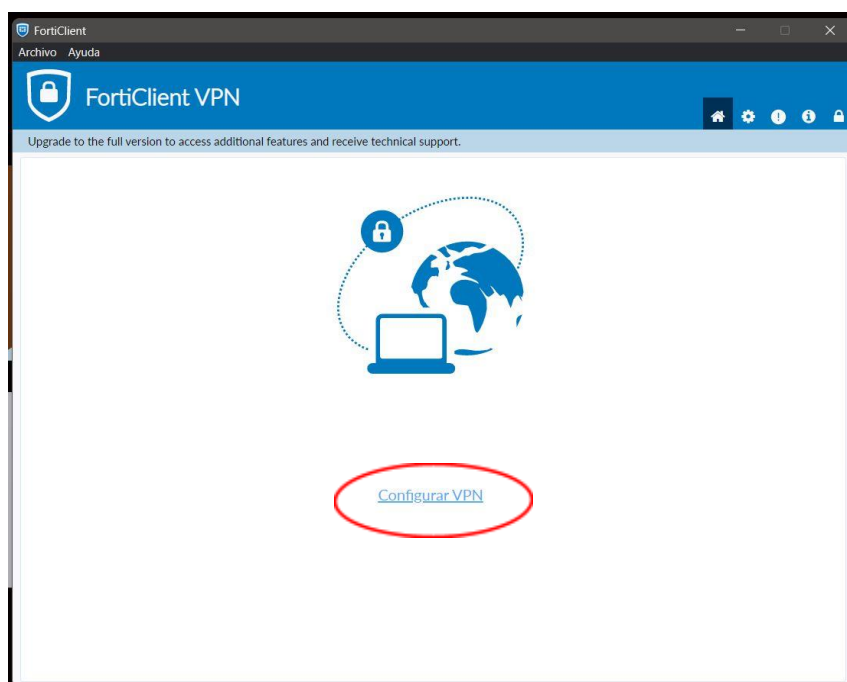 FortiClient
Archivo Ayuda
FortiClient VPN
Upgrade to the full version to access additional features and receive technical support.
Configurar VPN